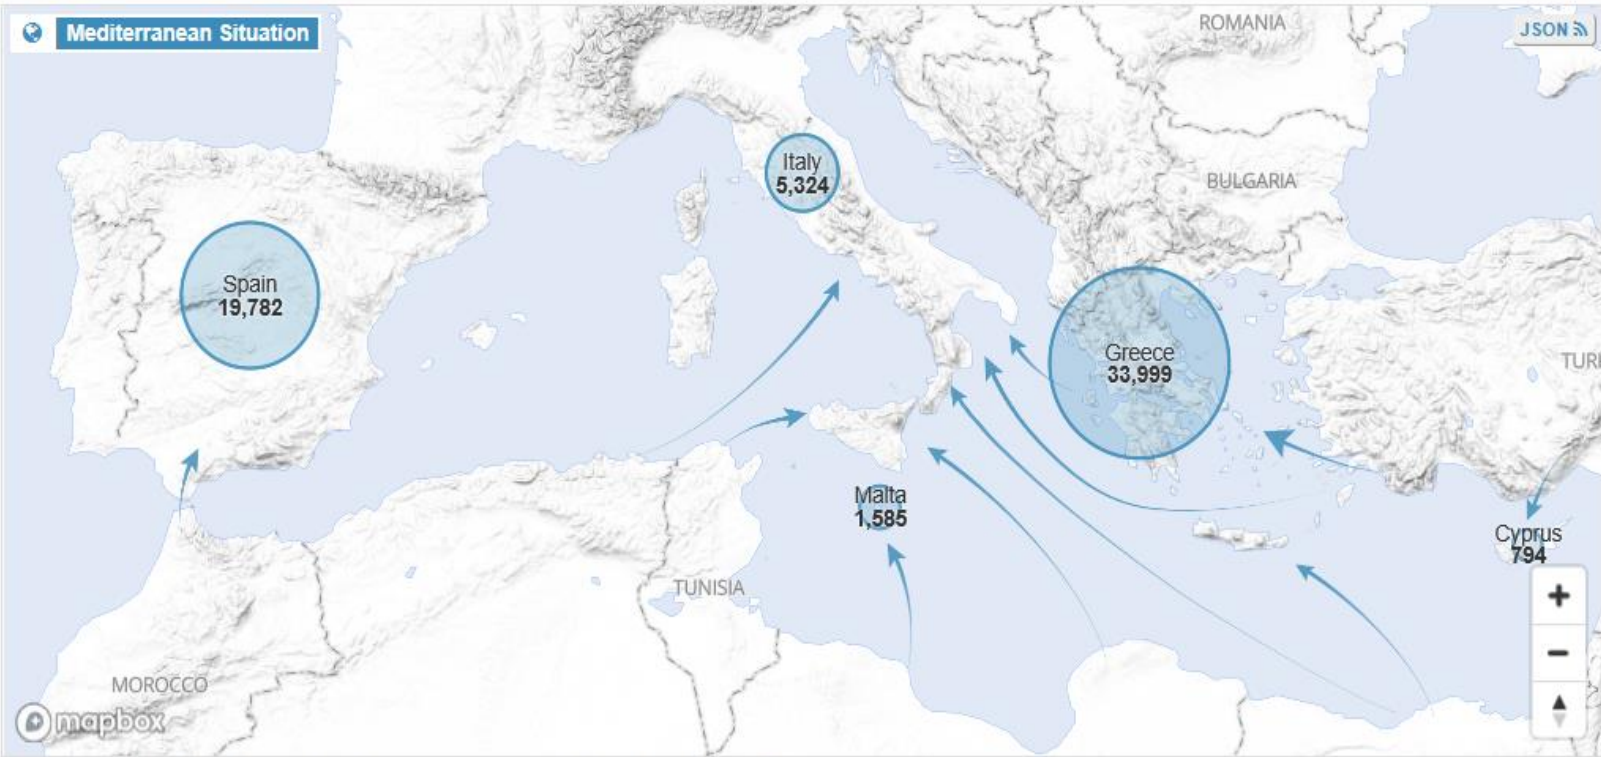 Mediterranean Situation
JSON
ROMANIA
Italy
5,324
BULGARIA
Spain
19,782
Greece
33,999
TURK
Malta
1,585
Cyprus
794
TUNISIA
MOROCCO
mapbox
+
−